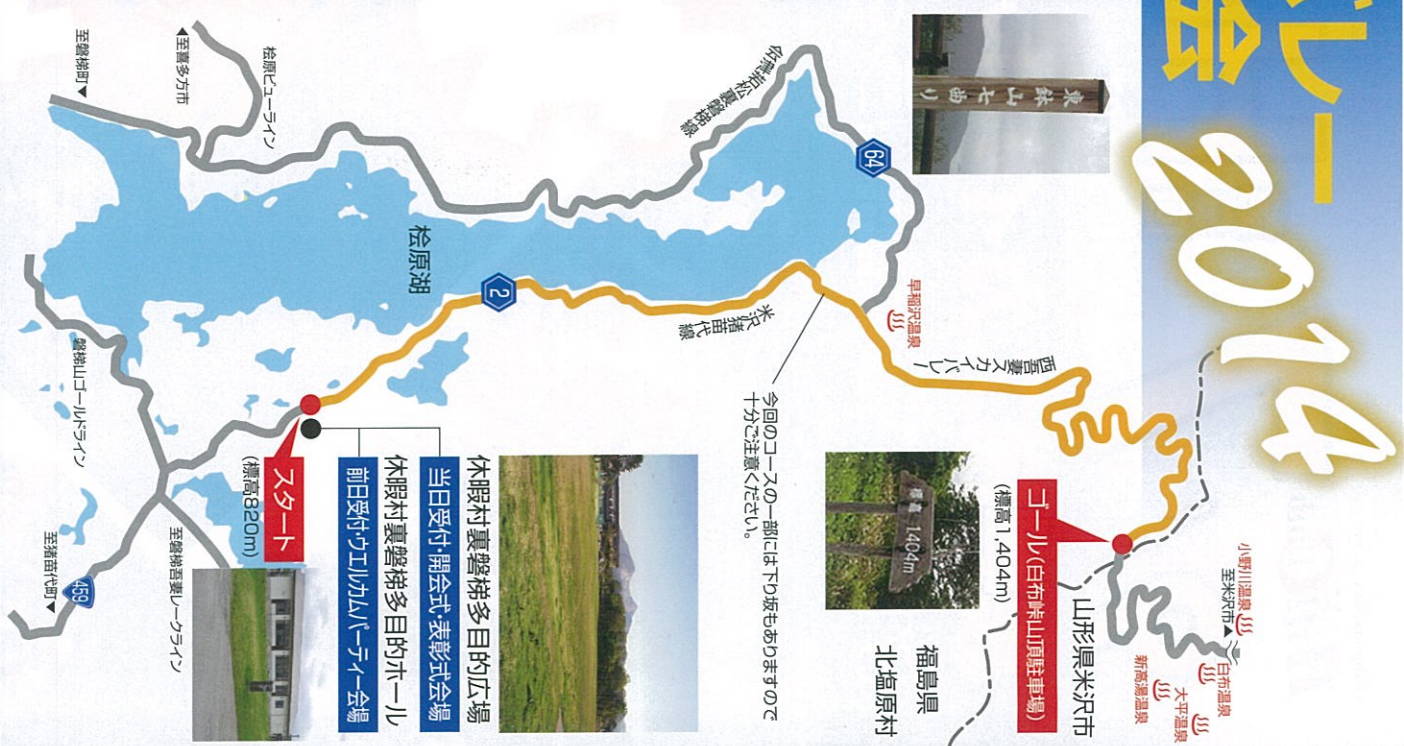 レー
会
2014
東鉢山七曲り
会津若松裏磐梯線
64
桧原ビューライン
◀至喜多方市
至磐梯町▼
桧原湖
2
米沢猪苗代線
早稲沢温泉
西吾妻スカイバレー
今回のコースの一部には下り坂もありますので
十分ご注意ください。
標高 1404m
ゴール(白布峠山頂駐車場)
(標高1,404m)
山形県米沢市
福島県
北塩原村
小野川温泉
至米沢市▲
白布温泉
大平温泉
新高湯温泉
休暇村裏磐梯多目的広場
当日受付・開会式・表彰式会場
休暇村裏磐梯多目的ホール
前日受付・ウエルカムパーティー会場
スタート
(標高820m)
磐梯山ゴールドライン
至磐梯吾妻レークライン
至猪苗代町▼
459